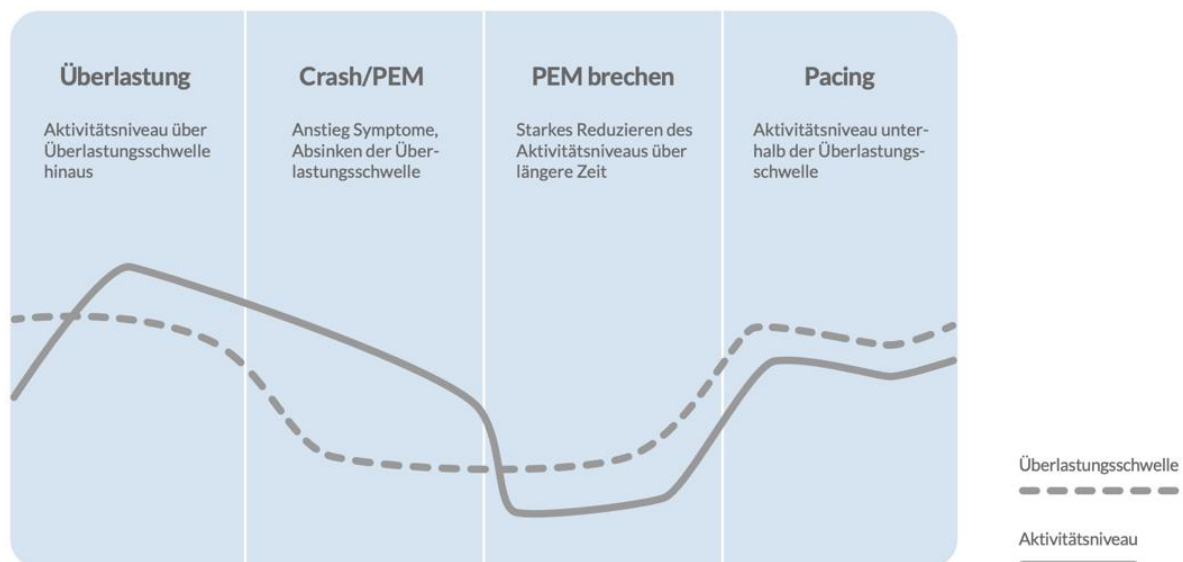 Überlastung
Aktivitätsniveau über
Überlastungsschwelle
hinaus
Crash/PEM
Anstieg Symptome,
Absinken der Über-
lastungsschwelle
PEM brechen
Starkes Reduzieren des
Aktivitätsniveaus über
längere Zeit
Pacing
Aktivitätsniveau unter-
halb der Überlastungs-
schwelle
Überlastungsschwelle
Aktivitätsniveau